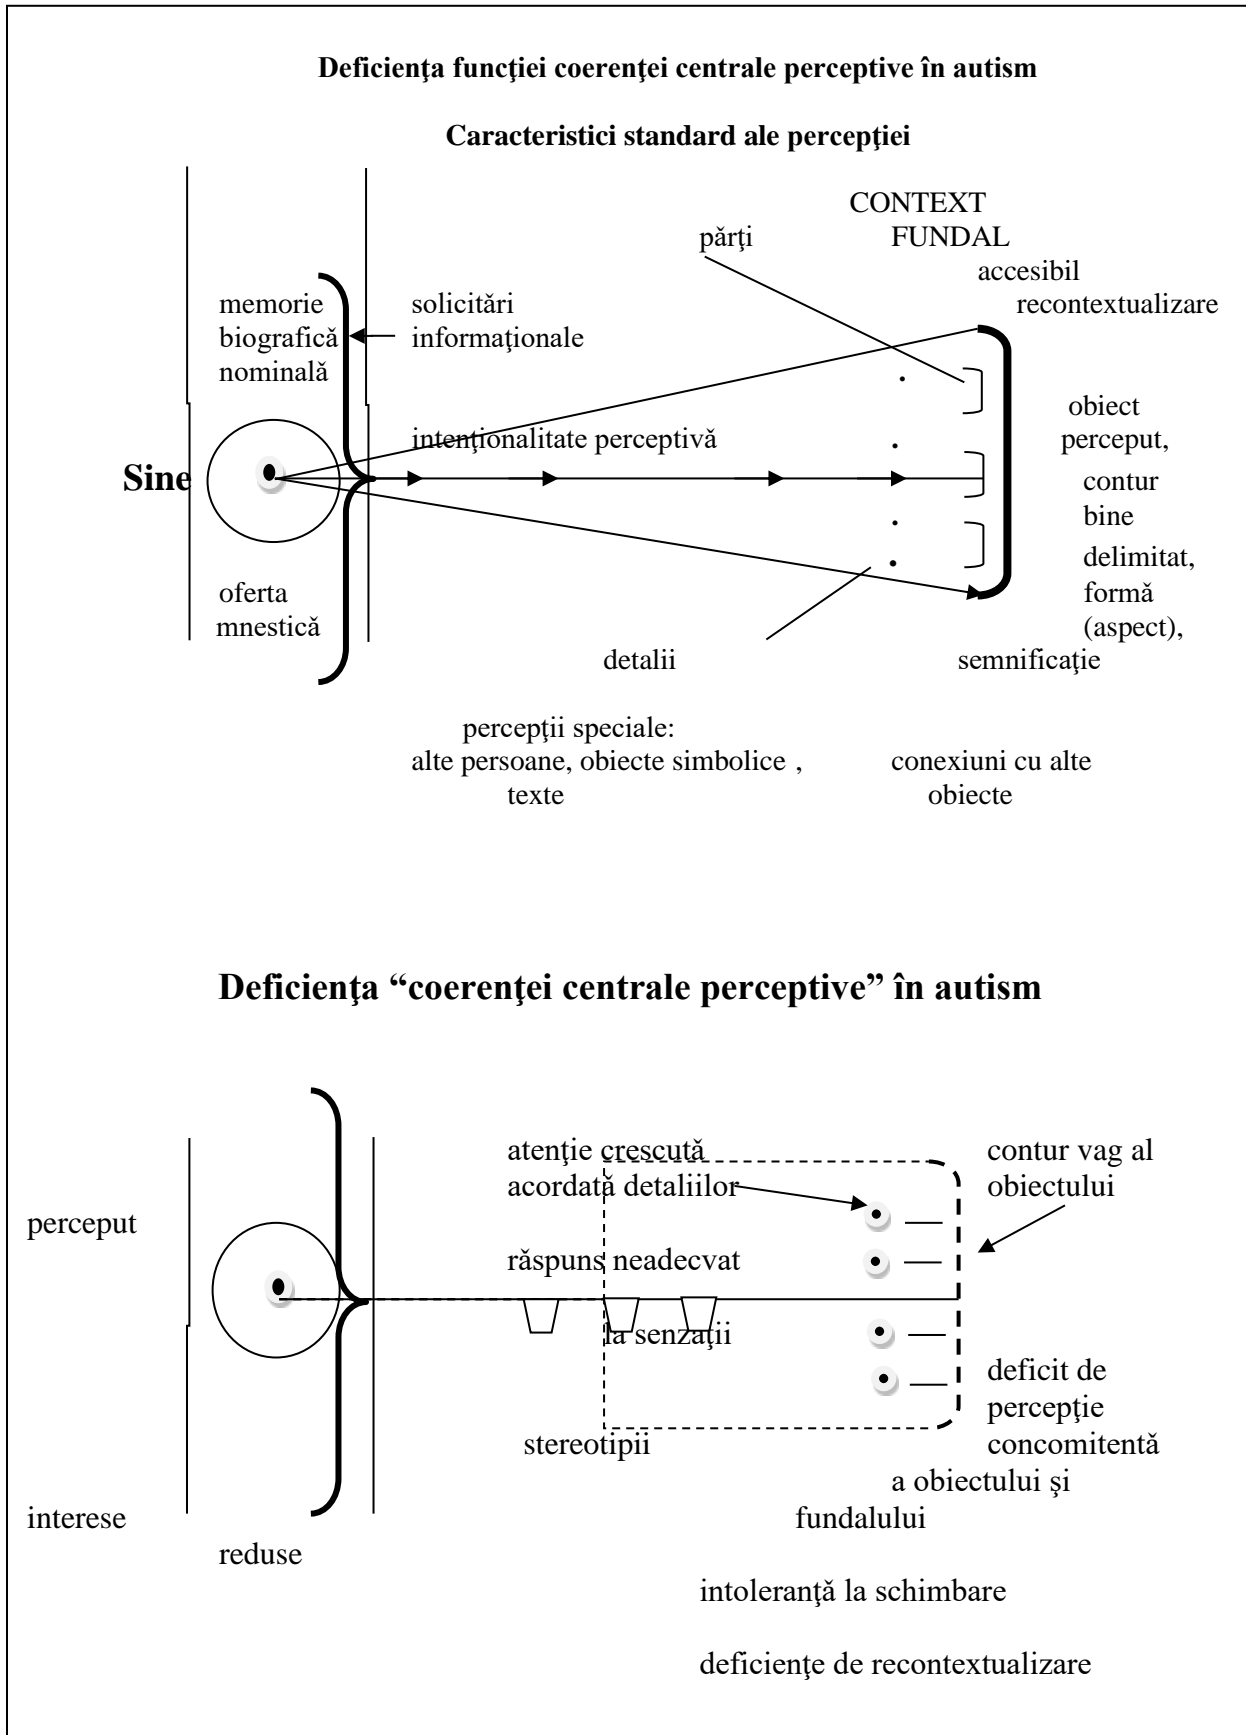 Deficienţa funcţiei coerenţei centrale perceptive în autism
Caracteristici standard ale percepţiei
CONTEXT
părţi FUNDAL
accesibil
memorie solicitări recontextualizare
biografică informaţionale
nominală
obiect
intenţionalitate perceptivă perceput,
Sine contur
bine
delimitat,
oferta formă
mnestică (aspect),
detalii semnificaţie
percepţii speciale:
alte persoane, obiecte simbolice , conexiuni cu alte
texte obiecte
Deficienţa “coerenţei centrale perceptive” în autism
atenţie crescută contur vag al
acordată detaliilor obiectului
perceput
răspuns neadecvat
la senzaţii
deficit de
percepţie
stereotipii concomitentă
a obiectului şi
interese fundalului
reduse
intoleranţă la schimbare
deficienţe de recontextualizare